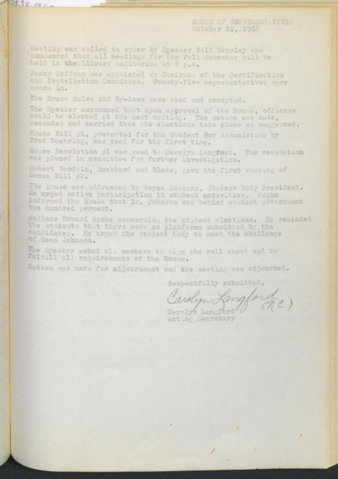 HOUSE OF REPRESENTATIVES
October 10, 1968
Meeting was called to order by Speaker Bill Beasley who
announced that all meetings for the Fall Semester will be
held in the library auditorium at 6 p.m.
Nancy Coffman was appointed as Chairman of the Certification
and Installation Committee. Twenty-five representatives were
sworn in.
The House Rules and By-laws were read and accepted.
The Speaker announced that upon approval of the House, officers
would be elected at the next meeting. The motion was made,
seconded and carried that the elections take place as suggested.
House Bill #1, presented for the Student Bar Association by
Fred Boehring, was read for the first time.
House Resolution #1 was read by Carolyn Langford. The resolution
was placed in committee for further investigation.
Robert and gave the first reading of
House Bill #2.
The House was addressed by Wayne Student Body President.
He urged active participation in student activities. Wayne
informed the House that Dr. Johnson was behind student government
one hundred percent.
Howard spoke concerning the student elections. He reminded
the students that there were no platforms submitted by the
candidates. He urged the student body to meet the challenge
of Dean Johnson.
The Speaker asked all members to sign the roll sheet and to
fulfill all requirements of the House.
Motion was made for adjournment and the meeting was adjourned.
Respectfully submitted,
Carolyn Langford
Carolyn Langford
Acting Secretary